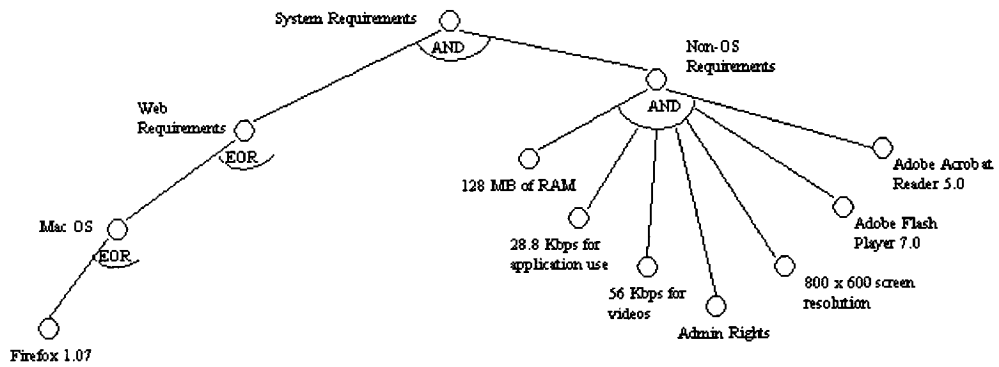 System Requirements
AND
Non-OS
Requirements
AND
Web
Requirements
EOR
128 MB of RAM
Adobe Acrobat
Reader 5.0
Mac OS
EOR
28.8 Kbps for
application use
Adobe Flash
Player 7.0
56 Kbps for
videos
800 x 600 screen
resolution
Admin Rights
Firefox 1.07